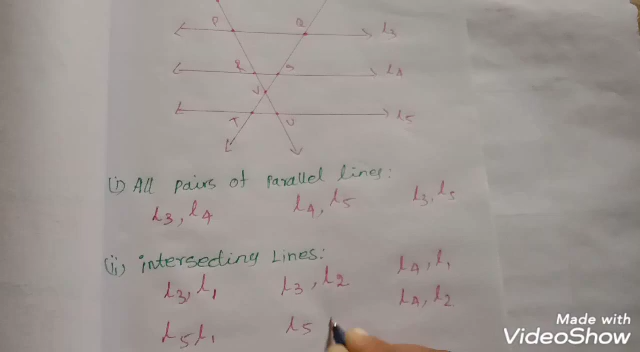 P Q l3
R S l4
V
T U l5
(i) All pairs of parallel lines:
l3, l4 l4, l5 l3, l5
(ii) intersecting Lines:
l3, l1 l3, l2 l4, l1
l4, l2
l5 l1 l5
Made with
VideoShow